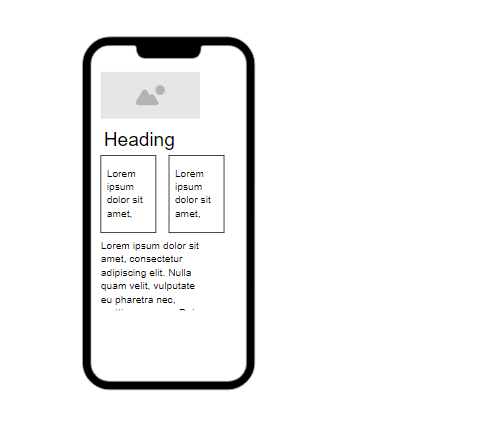 Heading
Lorem
ipsum
dolor sit
amet,
Lorem
ipsum
dolor sit
amet,
Lorem ipsum dolor sit
amet, consectetur
adipiscing elit. Nulla
quam velit, vulputate
eu pharetra nec,